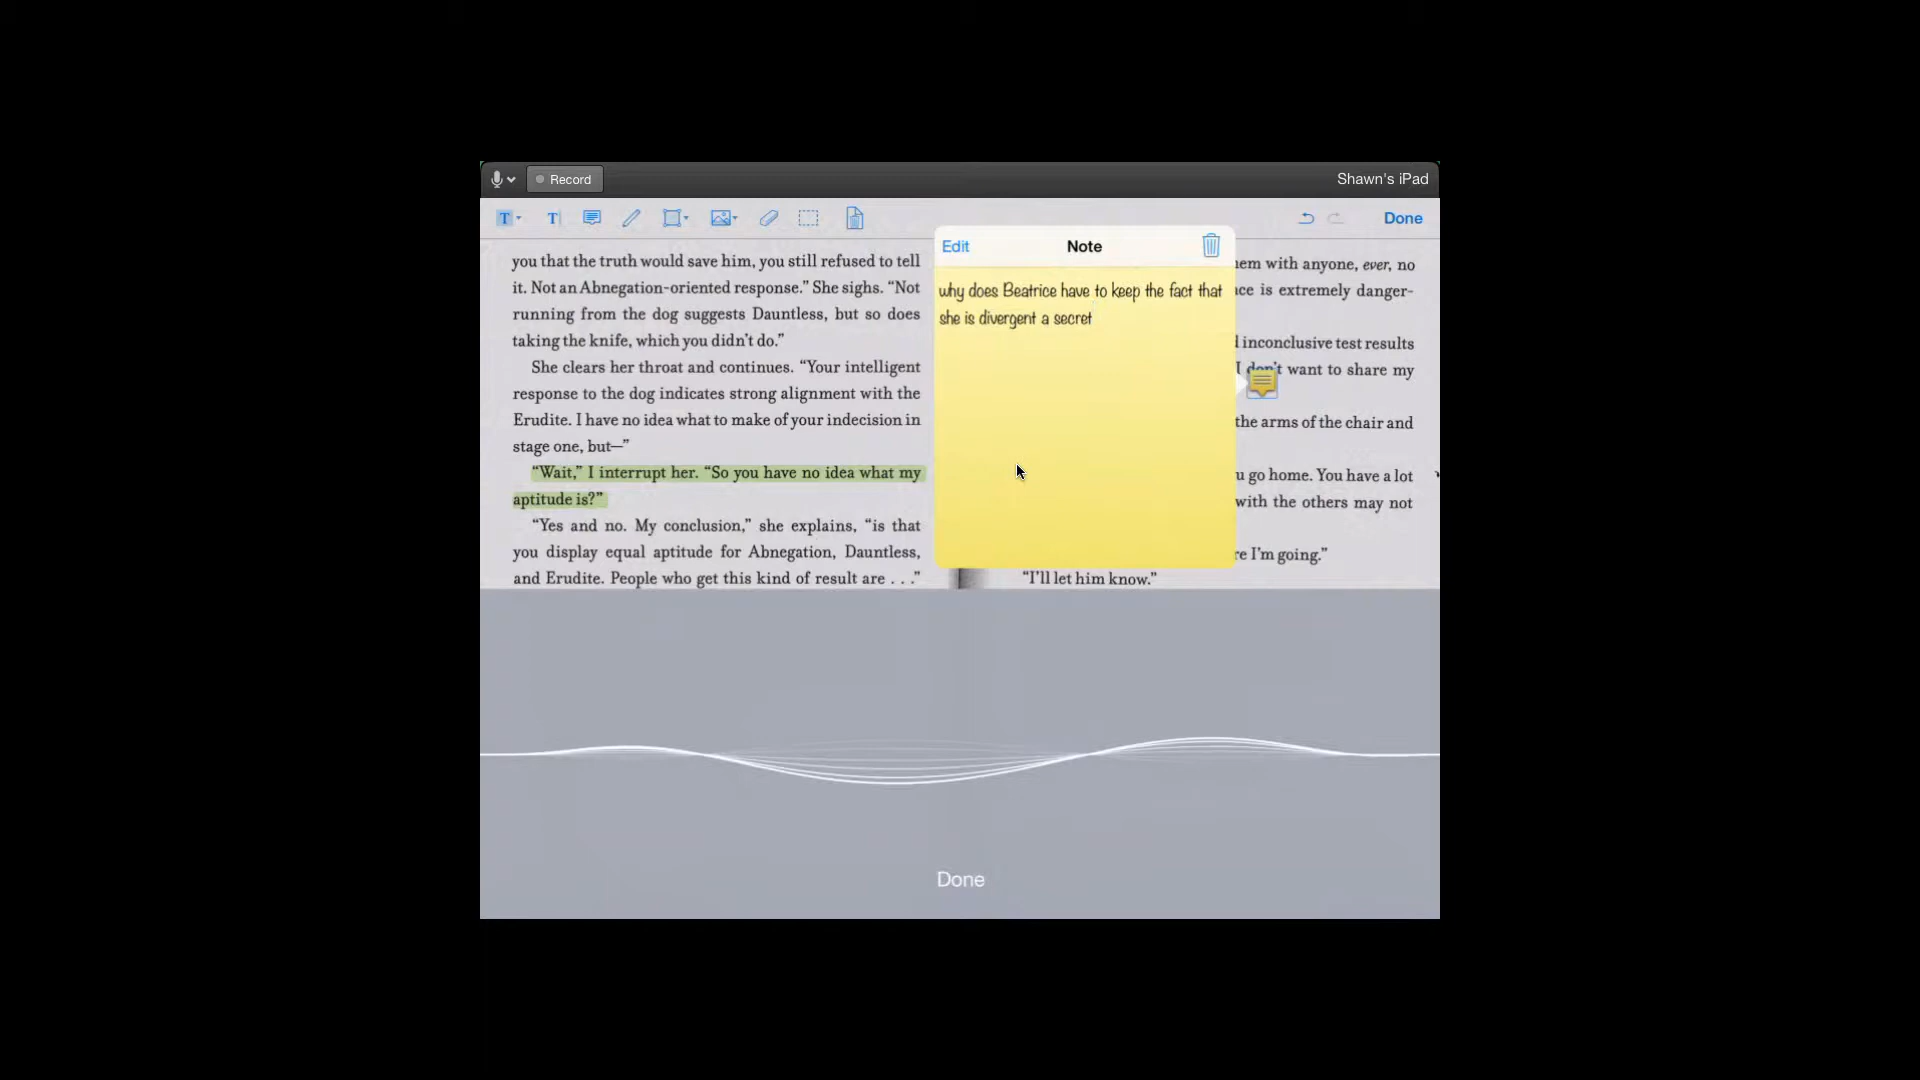 Record
Shawn's iPad
T
T
Done
Edit
Note
why does Beatrice have to keep the fact that
she is divergent a secret
you that the truth would save him, you still refused to tell
it. Not an Abnegation-oriented response.” She sighs. “Not
running from the dog suggests Dauntless, but so does
taking the knife, which you didn’t do.”
She clears her throat and continues. “Your intelligent
response to the dog indicates strong alignment with the
Erudite. I have no idea what to make of your indecision in
stage one, but—”
“Wait,” I interrupt her. “So you have no idea what my
aptitude is?”
“Yes and no. My conclusion,” she explains, “is that
you display equal aptitude for Abnegation, Dauntless,
and Erudite. People who get this kind of result are . . .”
with anyone, ever, no
is extremely danger-
inconclusive test results
I don’t want to share my
the arms of the chair and
go home. You have a lot
with the others may not
I’m going.”
“I’ll let him know.”
Done